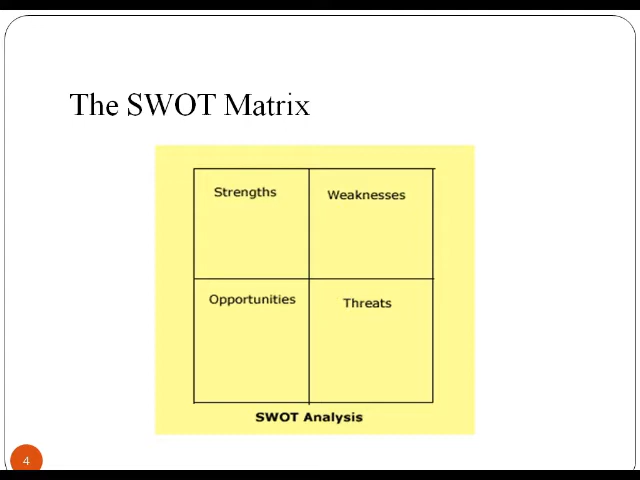 The SWOT Matrix
Strengths
Weaknesses
Opportunities
Threats
SWOT Analysis
4